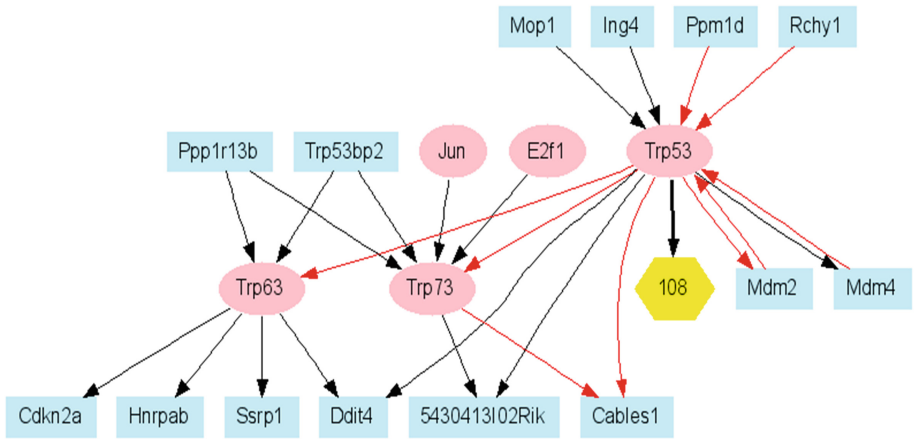 Mop1 Ing4 Ppm1d Rchy1
Ppp1r13b Trp53bp2 Jun E2f1 Trp53
Trp63 Trp73 108 Mdm2 Mdm4
Cdkn2a Hnrpab Ssrp1 Ddit4 5430413I02Rik Cables1